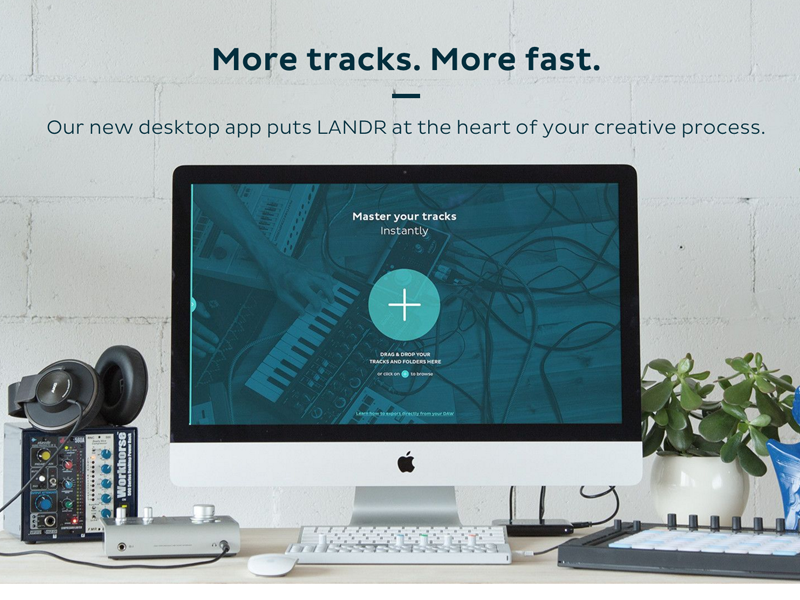 More tracks. More fast.
Our new desktop app puts LANDR at the heart of your creative process.
Master your tracks
Instantly
DRAG & DROP YOUR
TRACKS AND FOLDERS HERE
or click on + to browse
Learn how to export directly from your DAW
Workhorse